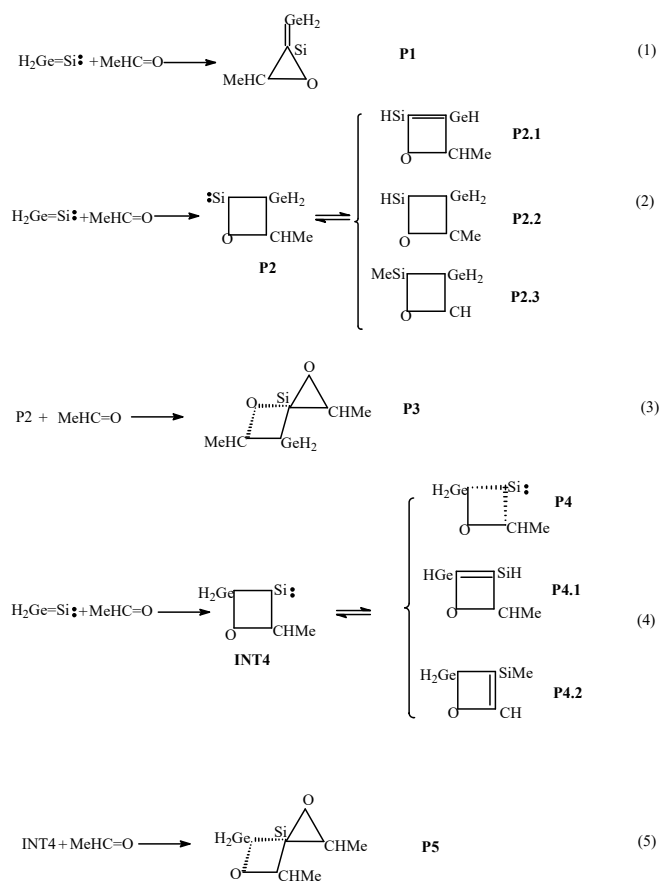 GeH₂
H₂Ge=Si: + MeHC=O
Si
MeHC
O
P1
(1)
HSi
GeH
O
CHMe
P2.1
H₂Ge=Si: + MeHC=O
:Si
GeH₂
O
CHMe
P2
HSi
GeH₂
O
CMe
P2.2
(2)
MeSi
GeH₂
O
CH
P2.3
P2 + MeHC=O
O
O
Si
CHMe
MeHC
GeH₂
P3
(3)
H₂Ge
Si:
O
CHMe
P4
H₂Ge=Si: + MeHC=O
H₂Ge
Si:
O
CHMe
INT4
HGe
SiH
O
CHMe
P4.1
(4)
H₂Ge
SiMe
O
CH
P4.2
INT4 + MeHC=O
O
H₂Ge
Si
CHMe
O
CHMe
P5
(5)